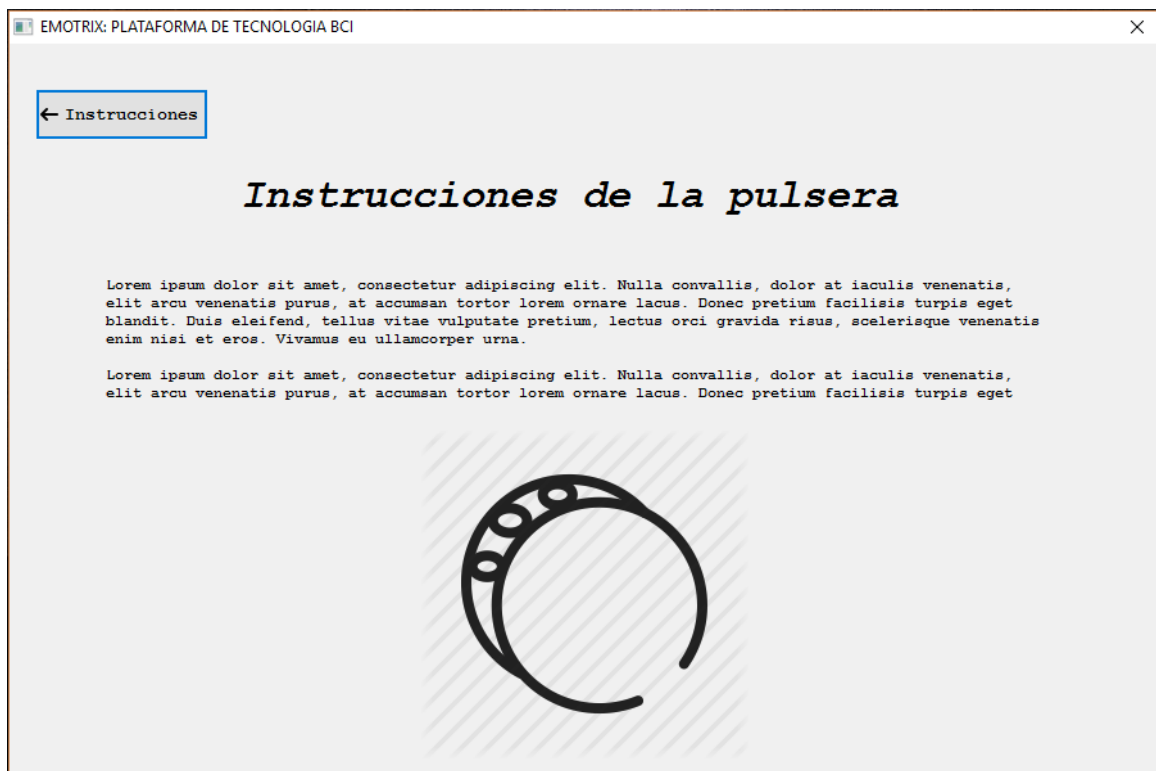 EMOTRIX: PLATAFORMA DE TECNOLOGIA BCI
Instrucciones
Instrucciones de la pulsera
Lorem ipsum dolor sit amet, consectetur adipiscing elit. Nulla convallis, dolor at iaculis venenatis,
elit arcu venenatis purus, at accumsan tortor lorem ornare lacus. Donec pretium facilisis turpis eget
blandit. Duis eleifend, tellus vitae vulputate pretium, lectus orci gravida risus, scelerisque venenatis
enim nisi et eros. Vivamus eu ullamcorper urna.
Lorem ipsum dolor sit amet, consectetur adipiscing elit. Nulla convallis, dolor at iaculis venenatis,
elit arcu venenatis purus, at accumsan tortor lorem ornare lacus. Donec pretium facilisis turpis eget